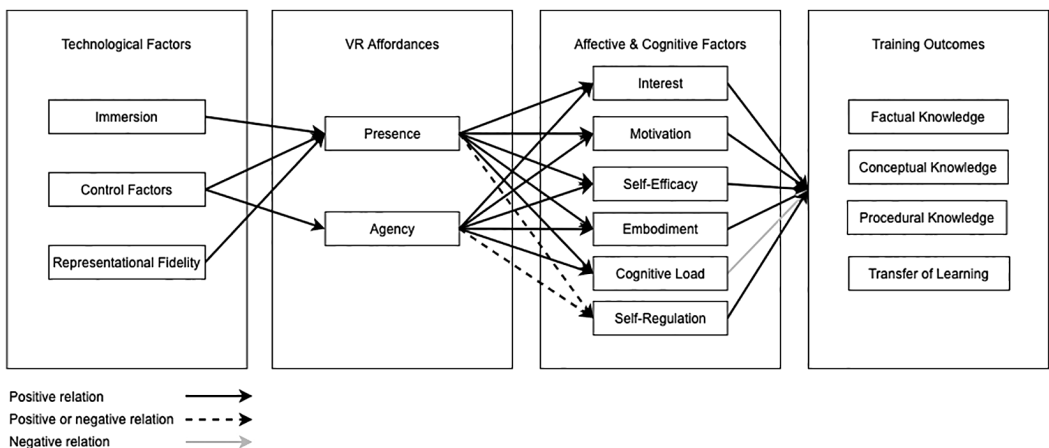 Technological Factors
Immersion
Control Factors
Representational Fidelity
VR Affordances
Presence
Agency
Affective & Cognitive Factors
Interest
Motivation
Self-Efficacy
Embodiment
Cognitive Load
Self-Regulation
Training Outcomes
Factual Knowledge
Conceptual Knowledge
Procedural Knowledge
Transfer of Learning
Positive relation
Positive or negative relation
Negative relation